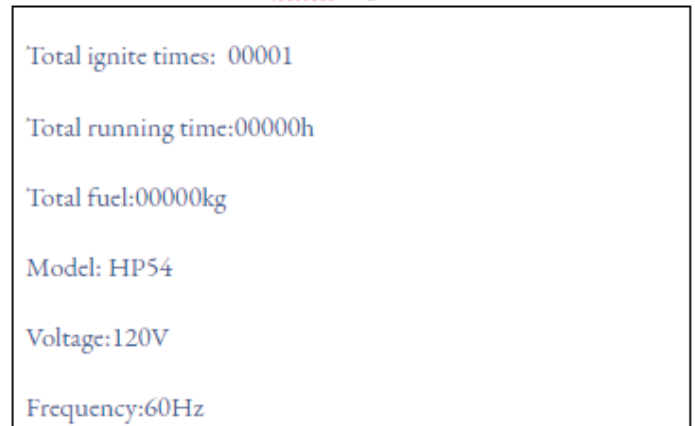 Total ignite times: 00001
Total running time:00000h
Total fuel:00000kg
Model: HP54
Voltage:120V
Frequency:60Hz